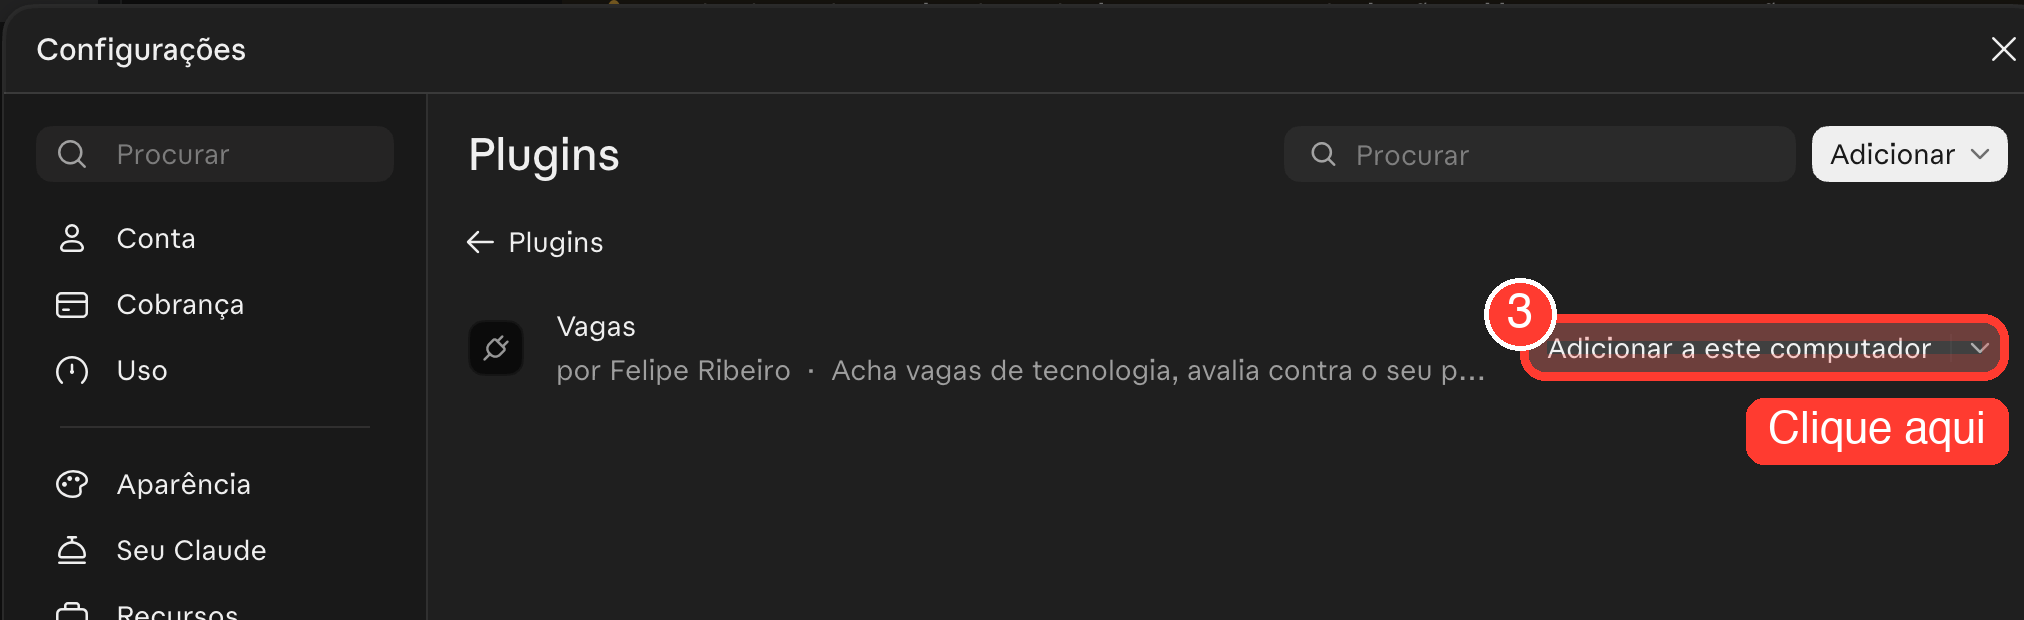 Configurações
Procurar
Conta
Cobrança
Uso
Aparência
Seu Claude
Recursos
Plugins
Procurar
Adicionar
Plugins
Vagas
por Felipe Ribeiro · Acha vagas de tecnologia, avalia contra o seu p...
3
Adicionar a este computador
Clique aqui